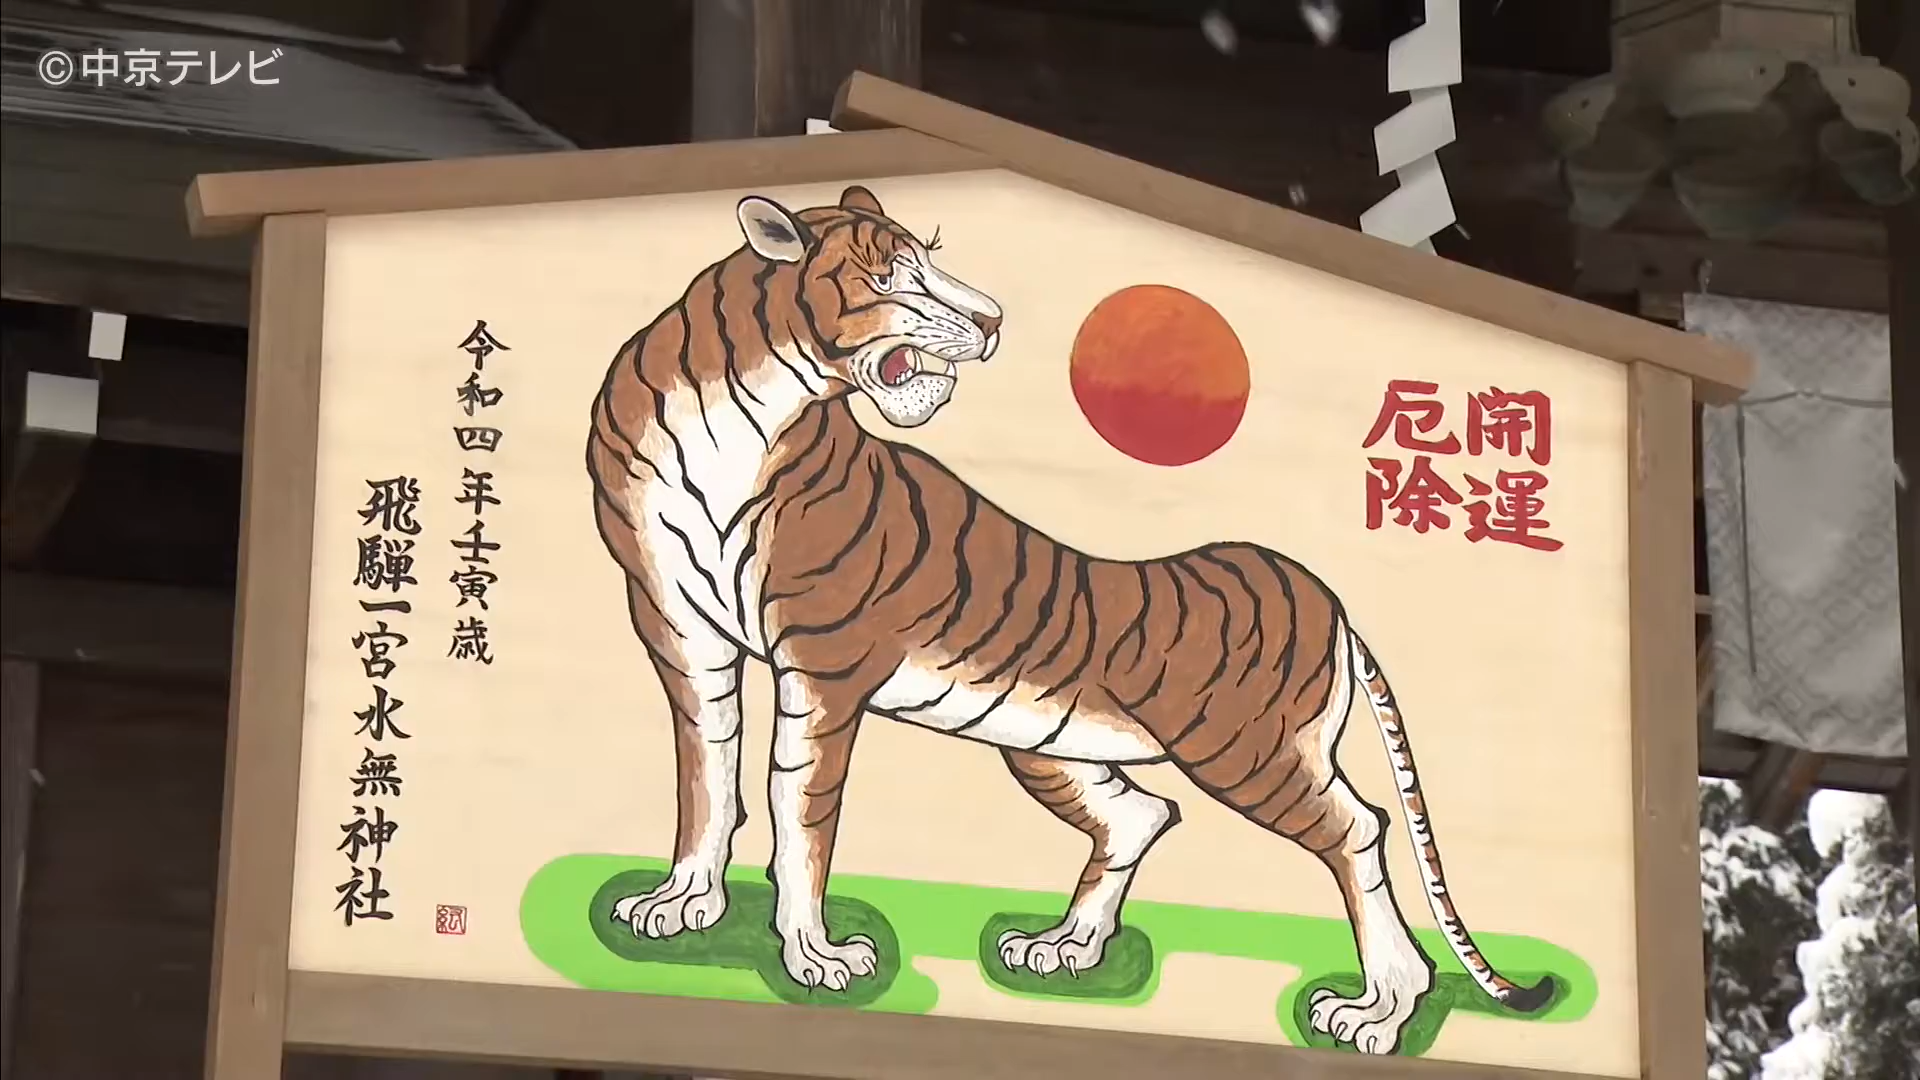 ©中京テレビ
開運
厄除
令和四年壬寅歳
飛騨一宮水無神社